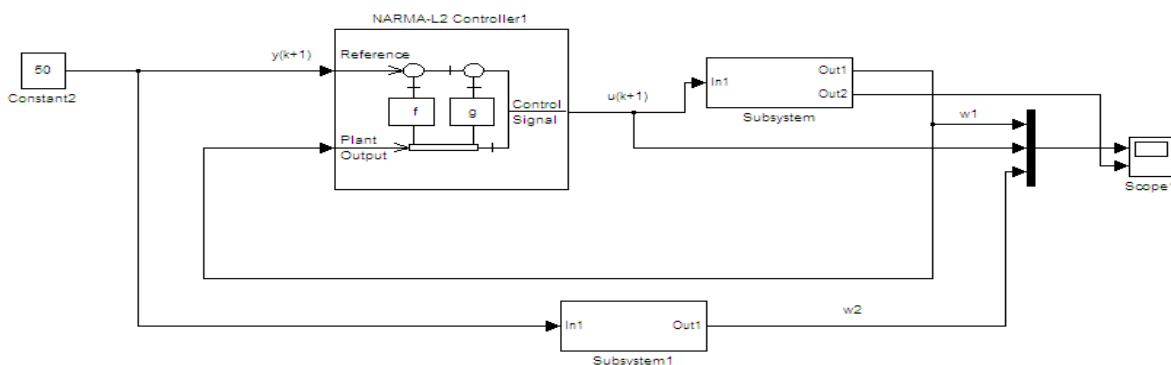 NARMA-L2 Controller1
50
Constant2
y(k+1)
Reference
f
g
Control
Signal
Plant
Output
u(k+1)
In1
Out1
Out2
Subsystem
w1
Scope1
In1
Out1
Subsystem1
w2